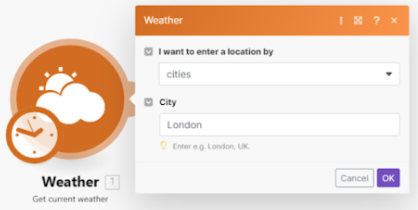 Weather
I want to enter a location by
cities
City
London
Enter e.g. London, UK.
Cancel OK
Weather 1
Get current weather